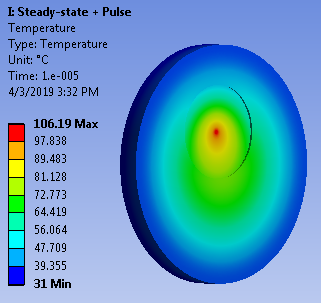 I: Steady-state + Pulse
Temperature
Type: Temperature
Unit: °C
Time: 1.e-005
4/3/2019 3:32 PM
106.19 Max
97.838
89.483
81.128
72.773
64.419
56.064
47.709
39.355
31 Min